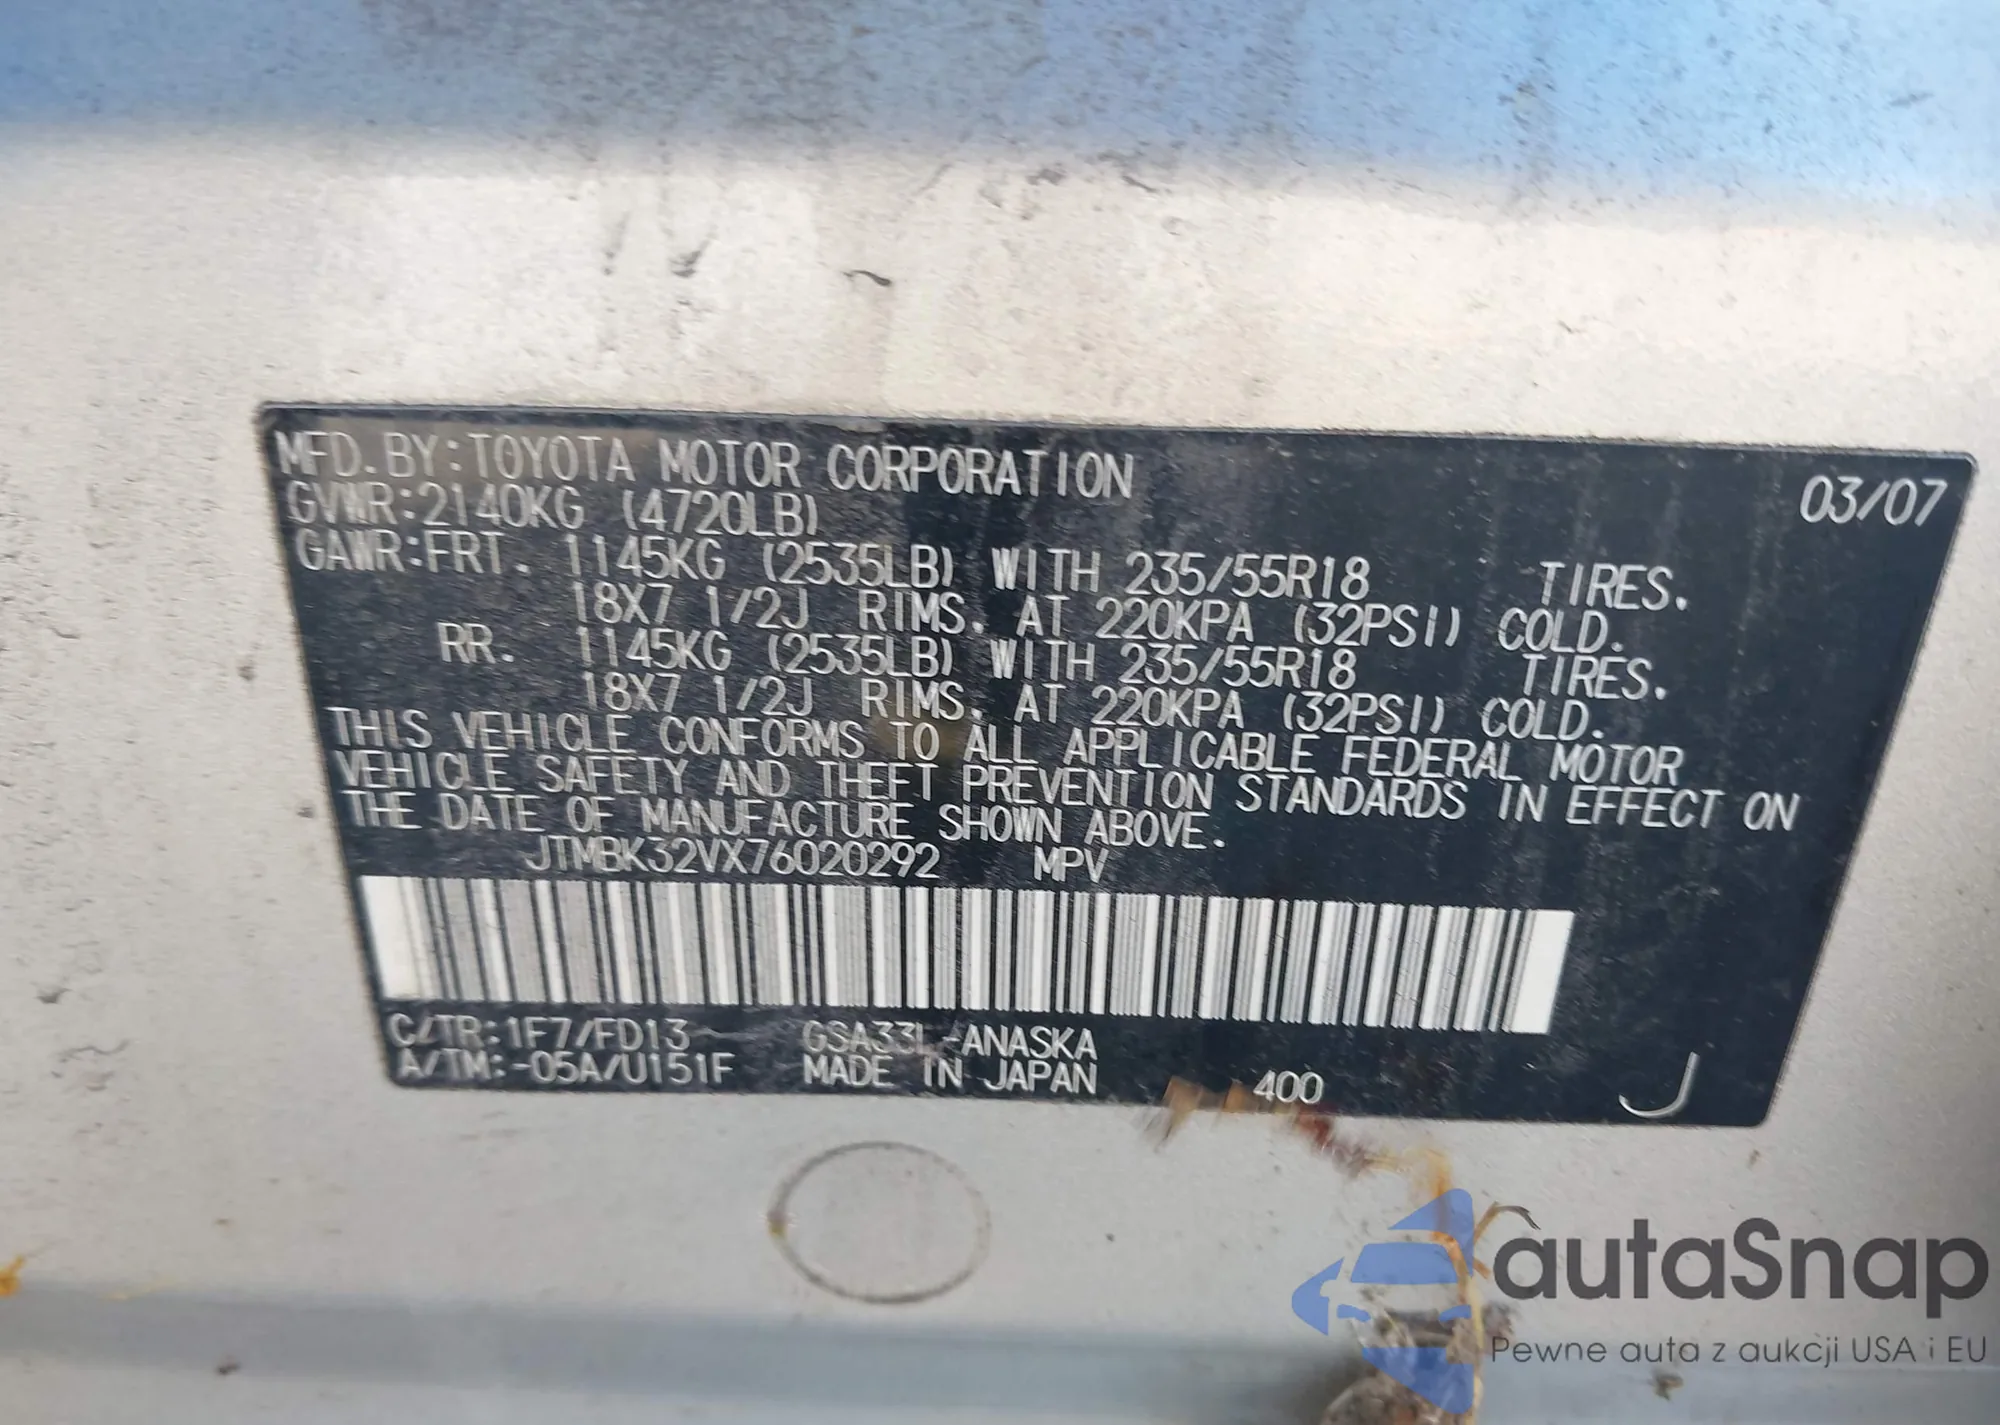 MFD.BY:TOYOTA MOTOR CORPORATION 03/07
GVWR:2140KG (4720LB)
GAWR:FRT. 1145KG (2535LB) WITH 235/55R18 TIRES.
18X7 1/2J RIMS. AT 220KPA (32PSI) COLD.
RR. 1145KG (2535LB) WITH 235/55R18 TIRES.
18X7 1/2J RIMS. AT 220KPA (32PSI) COLD.
THIS VEHICLE CONFORMS TO ALL APPLICABLE FEDERAL MOTOR
VEHICLE SAFETY AND THEFT PREVENTION STANDARDS IN EFFECT ON
THE DATE OF MANUFACTURE SHOWN ABOVE.
JTMBK32VX76020292 MPV
C/TR:1F7/FD13 GSA33L-ANASKA
A/TM:-05A/U151F MADE IN JAPAN 400 J
autaSnap
Pewne auta z aukcji USA i EU